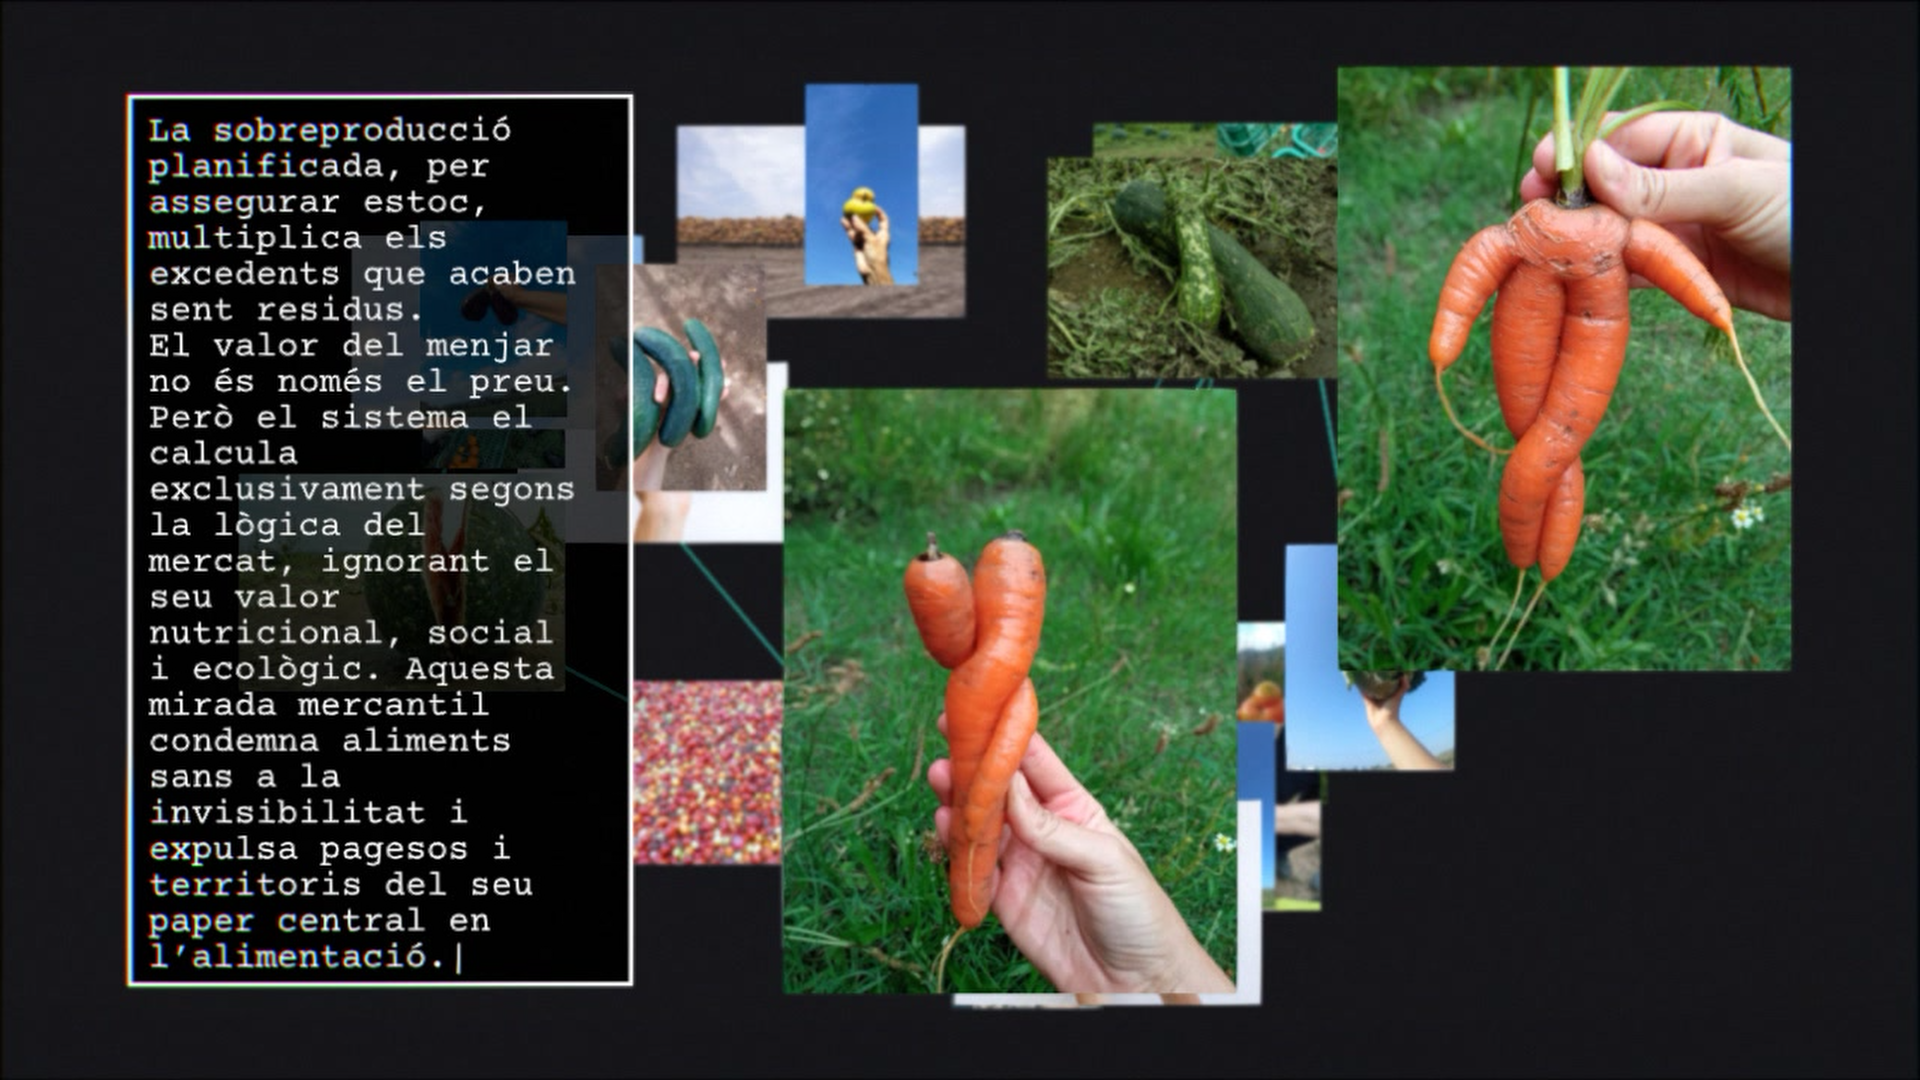 La sobreproducció
planificada, per
assegurar estoc,
multiplica els
excedents que acaben
sent residus.
El valor del menjar
no és només el preu.
Però el sistema el
calcula
exclusivament segons
la lògica del
mercat, ignorant el
seu valor
nutricional, social
i ecològic. Aquesta
mirada mercantil
condemna aliments
sans a la
invisibilitat i
expulsa pagesos i
territoris del seu
paper central en
l’alimentació.|